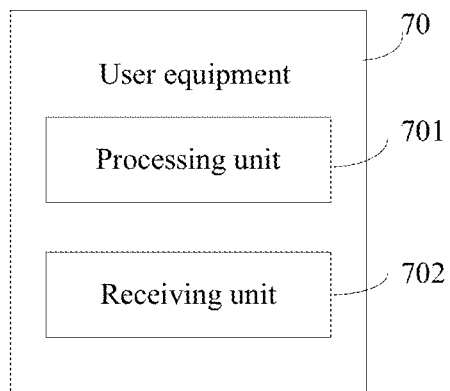 70
User equipment
701
Processing unit
702
Receiving unit